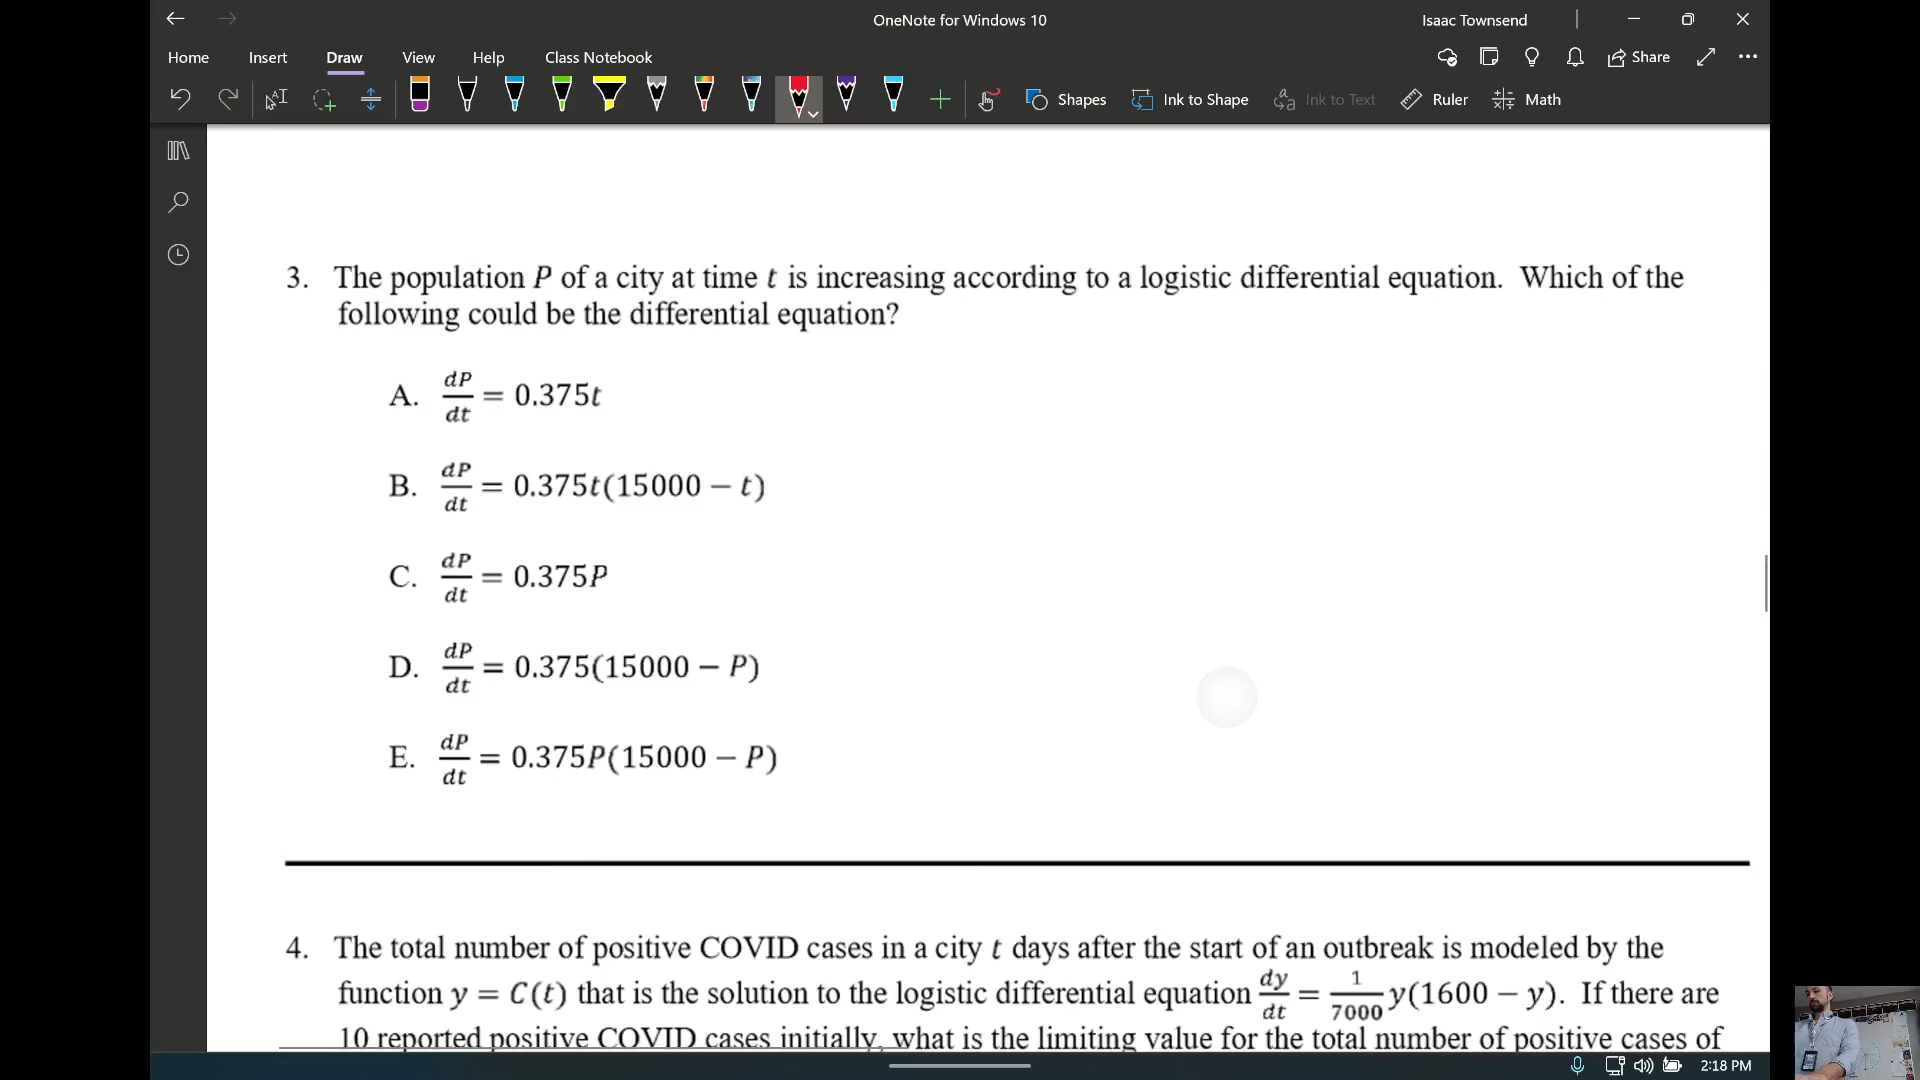 OneNote for Windows 10
Isaac Townsend
Home Insert Draw View Help Class Notebook
Share
Shapes Ink to Shape Ink to Text Ruler Math
3. The population P of a city at time t is increasing according to a logistic differential equation. Which of the
following could be the differential equation?
A. dP/dt = 0.375t
B. dP/dt = 0.375t(15000 − t)
C. dP/dt = 0.375P
D. dP/dt = 0.375(15000 − P)
E. dP/dt = 0.375P(15000 − P)
4. The total number of positive COVID cases in a city t days after the start of an outbreak is modeled by the
function y = C(t) that is the solution to the logistic differential equation dy/dt = 1/7000 y(1600 − y). If there are
10 reported positive COVID cases initially, what is the limiting value for the total number of positive cases of
2:18 PM